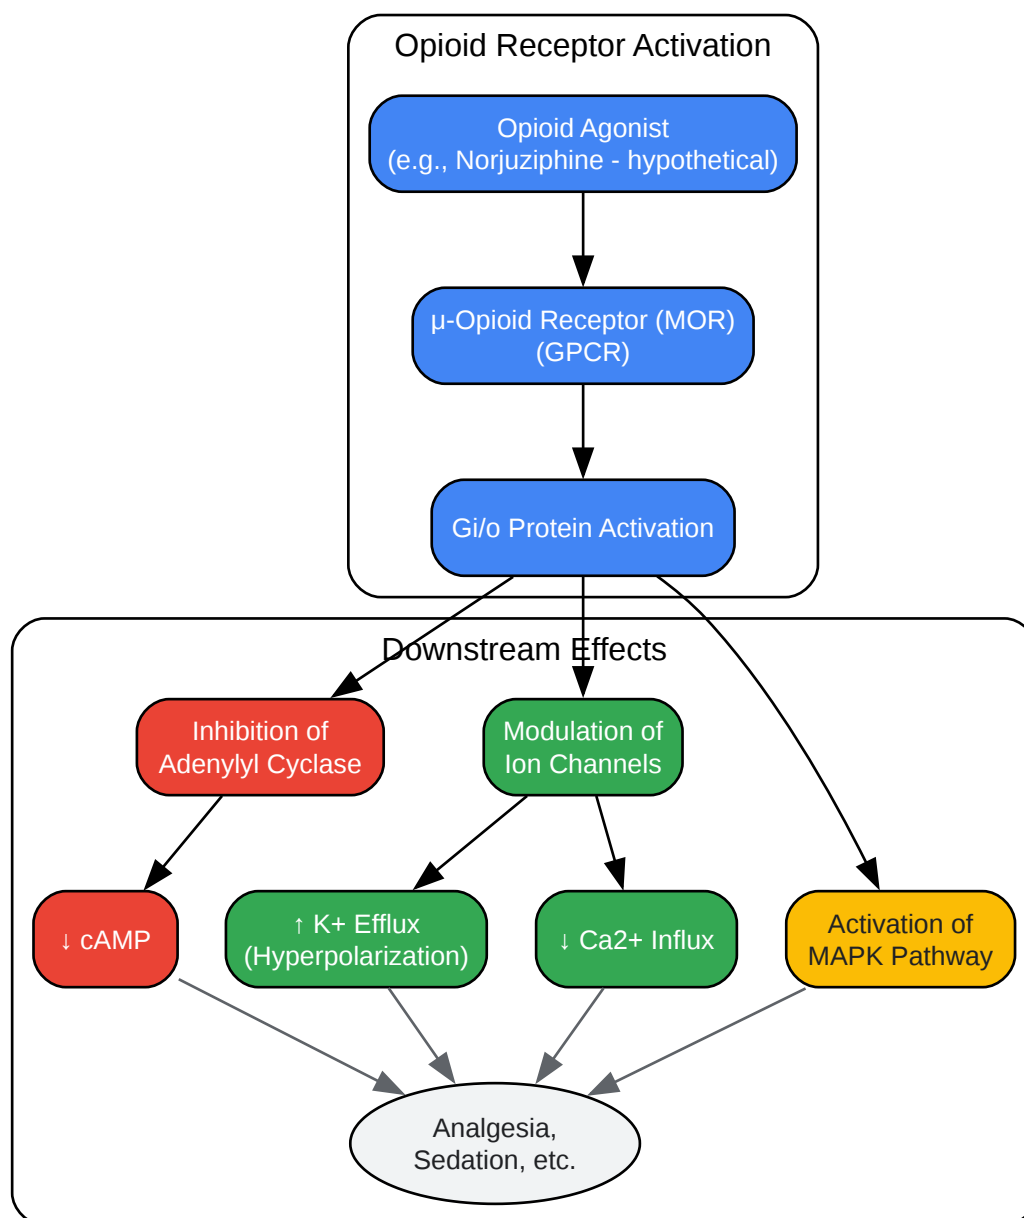 Opioid Receptor Activation
Opioid Agonist
(e.g., Norjuziphine - hypothetical)
μ-Opioid Receptor (MOR)
(GPCR)
Gi/o Protein Activation
Downstream Effects
Inhibition of
Adenylyl Cyclase
Modulation of
Ion Channels
↓ cAMP
↑ K+ Efflux
(Hyperpolarization)
↓ Ca2+ Influx
Activation of
MAPK Pathway
Analgesia,
Sedation, etc.